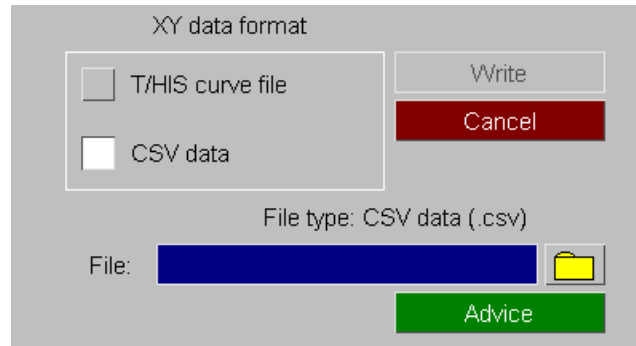 XY data format
T/HIS curve file
Write
Cancel
CSV data
File type: CSV data (.csv)
File:
Advice